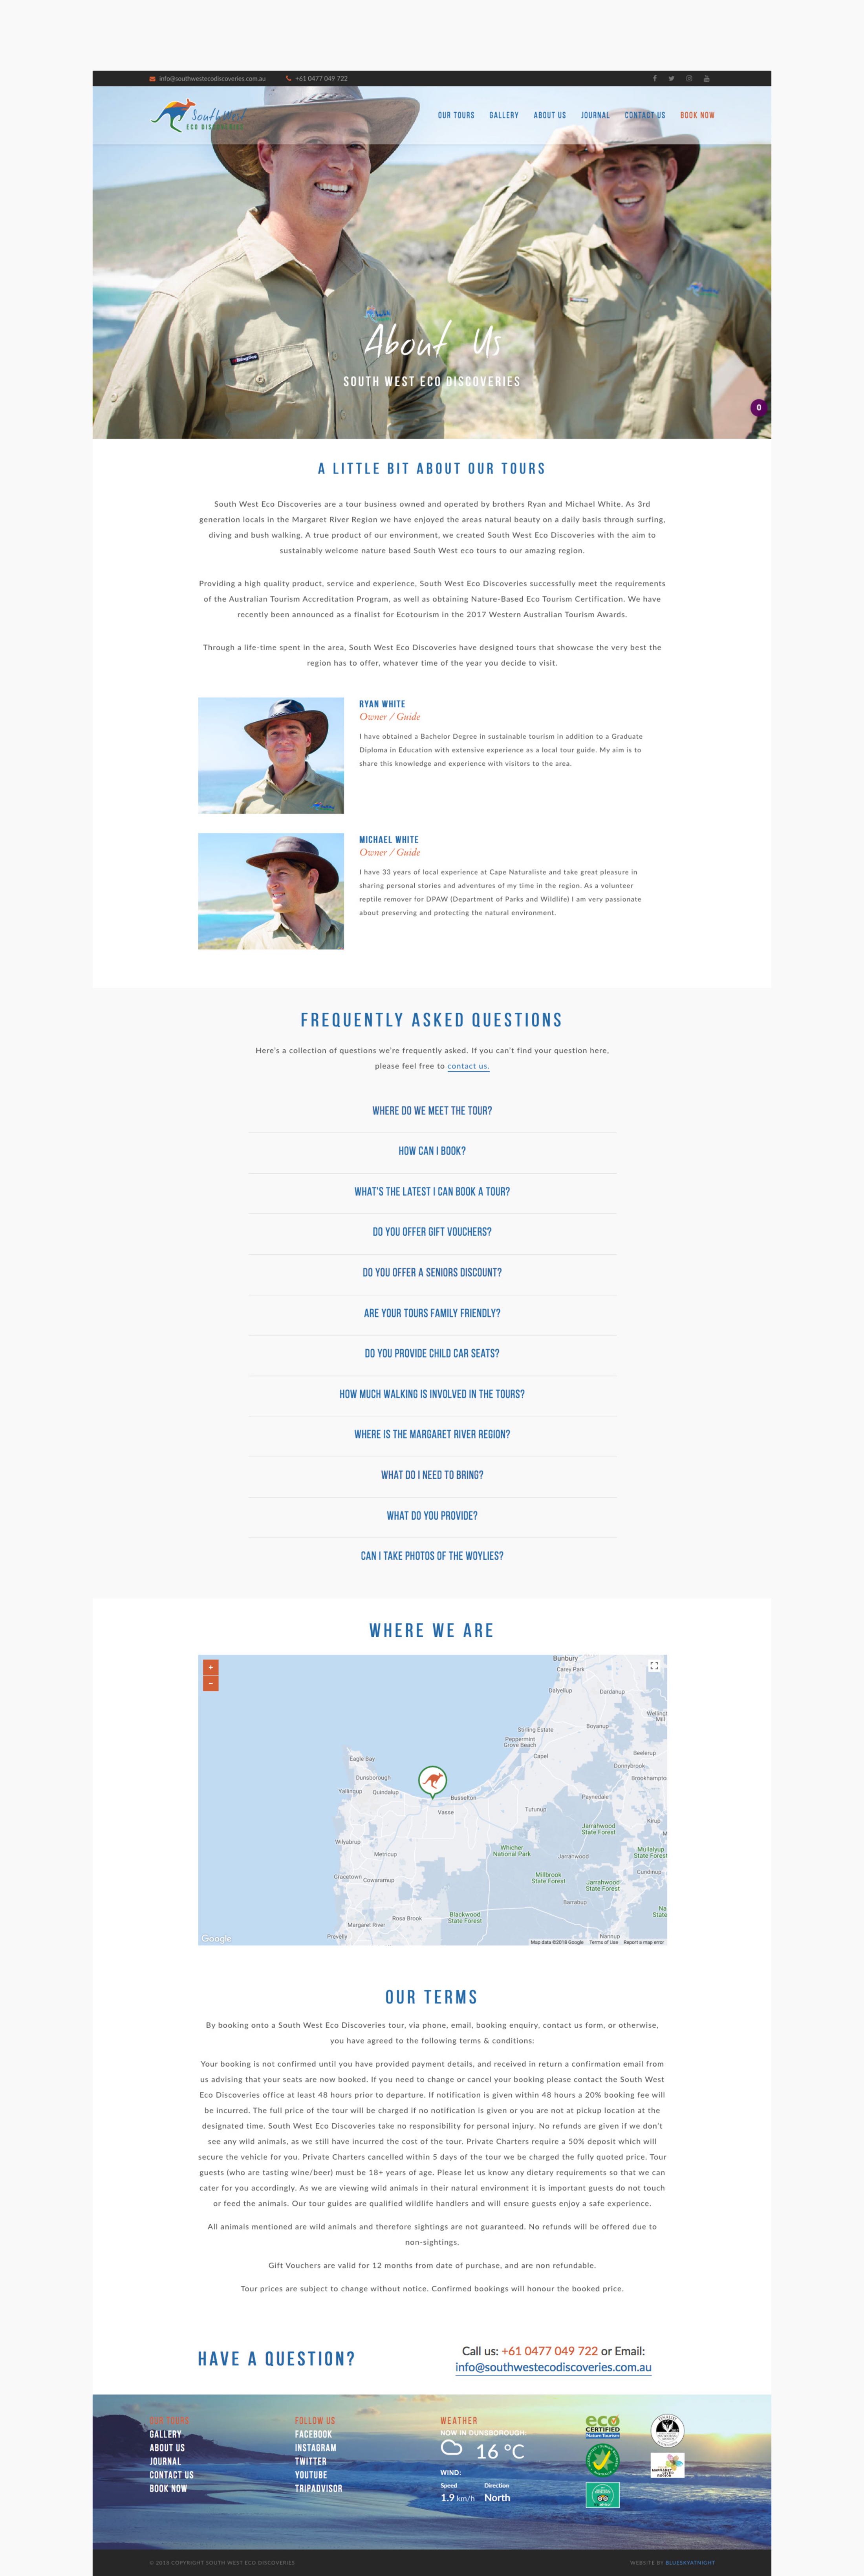 info@southwestecodiscoveries.com.au +61 0477 049 722
South West
ECO DISCOVERIES
OUR TOURS GALLERY ABOUT US JOURNAL CONTACT US BOOK NOW
About Us
SOUTH WEST ECO DISCOVERIES
0
A LITTLE BIT ABOUT OUR TOURS
South West Eco Discoveries are a tour business owned and operated by brothers Ryan and Michael White. As 3rd
generation locals in the Margaret River Region we have enjoyed the areas natural beauty on a daily basis through surfing,
diving and bush walking. A true product of our environment, we created South West Eco Discoveries with the aim to
sustainably welcome nature based South West eco tours to our amazing region.
Providing a high quality product, service and experience, South West Eco Discoveries successfully meet the requirements
of the Australian Tourism Accreditation Program, as well as obtaining Nature-Based Eco Tourism Certification. We have
recently been announced as a finalist for Ecotourism in the 2017 Western Australian Tourism Awards.
Through a life-time spent in the area, South West Eco Discoveries have designed tours that showcase the very best the
region has to offer, whatever time of the year you decide to visit.
RYAN WHITE
Owner / Guide
I have obtained a Bachelor Degree in sustainable tourism in addition to a Graduate
Diploma in Education with extensive experience as a local tour guide. My aim is to
share this knowledge and experience with visitors to the area.
MICHAEL WHITE
Owner / Guide
I have 33 years of local experience at Cape Naturaliste and take great pleasure in
sharing personal stories and adventures of my time in the region. As a volunteer
reptile remover for DPAW (Department of Parks and Wildlife) I am very passionate
about preserving and protecting the natural environment.
FREQUENTLY ASKED QUESTIONS
Here's a collection of questions we're frequently asked. If you can't find your question here,
please feel free to contact us.
WHERE DO WE MEET THE TOUR?
HOW CAN I BOOK?
WHAT'S THE LATEST I CAN BOOK A TOUR?
DO YOU OFFER GIFT VOUCHERS?
DO YOU OFFER A SENIORS DISCOUNT?
ARE YOUR TOURS FAMILY FRIENDLY?
DO YOU PROVIDE CHILD CAR SEATS?
HOW MUCH WALKING IS INVOLVED IN THE TOURS?
WHERE IS THE MARGARET RIVER REGION?
WHAT DO I NEED TO BRING?
WHAT DO YOU PROVIDE?
CAN I TAKE PHOTOS OF THE WOYLIES?
WHERE WE ARE
+
−
Bunbury
Carey Park
Dalyellup
Dardanup
Wellington
Mill
Stirling Estate
Boyanup
Peppermint
Grove Beach
Capel
Beelerup
Donnybrook
Brookhampton
Eagle Bay
Dunsborough
Yallingup Quindalup
Busselton
Vasse
Tutunup
Paynedale
Kirup
Jarrahwood
State Forest
Wilyabrup
Metricup
Whicher
National Park
Jarrahwood
Mullalyup
State Forest
Gracetown
Cowaramup
Millbrook
State Forest
Jarrahwood
State Forest
Cundinup
Barrabup
Na
State
Rosa Brook
Blackwood
State Forest
Margaret River
Prevelly
Nannup
Google
Map data ©2018 Google Terms of Use Report a map error
OUR TERMS
By booking onto a South West Eco Discoveries tour, via phone, email, booking enquiry, contact us form, or otherwise,
you have agreed to the following terms & conditions:
Your booking is not confirmed until you have provided payment details, and received in return a confirmation email from
us advising that your seats are now booked. If you need to change or cancel your booking please contact the South West
Eco Discoveries office at least 48 hours prior to departure. If notification is given within 48 hours a 20% booking fee will
be incurred. The full price of the tour will be charged if no notification is given or you are not at pickup location at the
designated time. South West Eco Discoveries take no responsibility for personal injury. No refunds are given if we don't
see any wild animals, as we still have incurred the cost of the tour. Private Charters require a 50% deposit which will
secure the vehicle for you. Private Charters cancelled within 5 days of the tour we be charged the fully quoted price. Tour
guests (who are tasting wine/beer) must be 18+ years of age. Please let us know any dietary requirements so that we can
cater for you accordingly. As we are viewing wild animals in their natural environment it is important guests do not touch
or feed the animals. Our tour guides are qualified wildlife handlers and will ensure guests enjoy a safe experience.
All animals mentioned are wild animals and therefore sightings are not guaranteed. No refunds will be offered due to
non-sightings.
Gift Vouchers are valid for 12 months from date of purchase, and are non refundable.
Tour prices are subject to change without notice. Confirmed bookings will honour the booked price.
HAVE A QUESTION?
Call us: +61 0477 049 722 or Email:
info@southwestecodiscoveries.com.au
OUR TOURS
GALLERY
ABOUT US
JOURNAL
CONTACT US
BOOK NOW
FOLLOW US
FACEBOOK
INSTAGRAM
TWITTER
YOUTUBE
TRIPADVISOR
WEATHER
NOW IN DUNSBOROUGH:
16 °C
WIND:
Speed Direction
1.9 km/h North
eco
CERTIFIED
Nature Tourism
MARGARET
RIVER
© 2018 COPYRIGHT SOUTH WEST ECO DISCOVERIES
WEBSITE BY BLUESKYATNIGHT